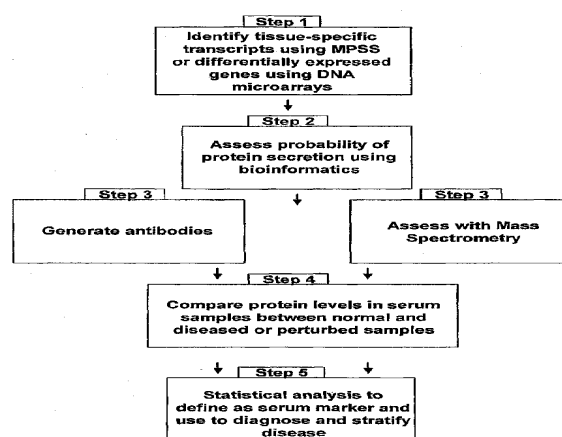 Step 1
Identify tissue-specific
transcripts using MPSS
or differentially expressed
genes using DNA
microarrays
Step 2
Assess probability of
protein secretion using
bioinformatics
Step 3
Generate antibodies
Step 3
Assess with Mass
Spectrometry
Step 4
Compare protein levels in serum
samples between normal and
diseased or perturbed samples
Step 5
Statistical analysis to
define as serum marker and
use to diagnose and stratify
disease